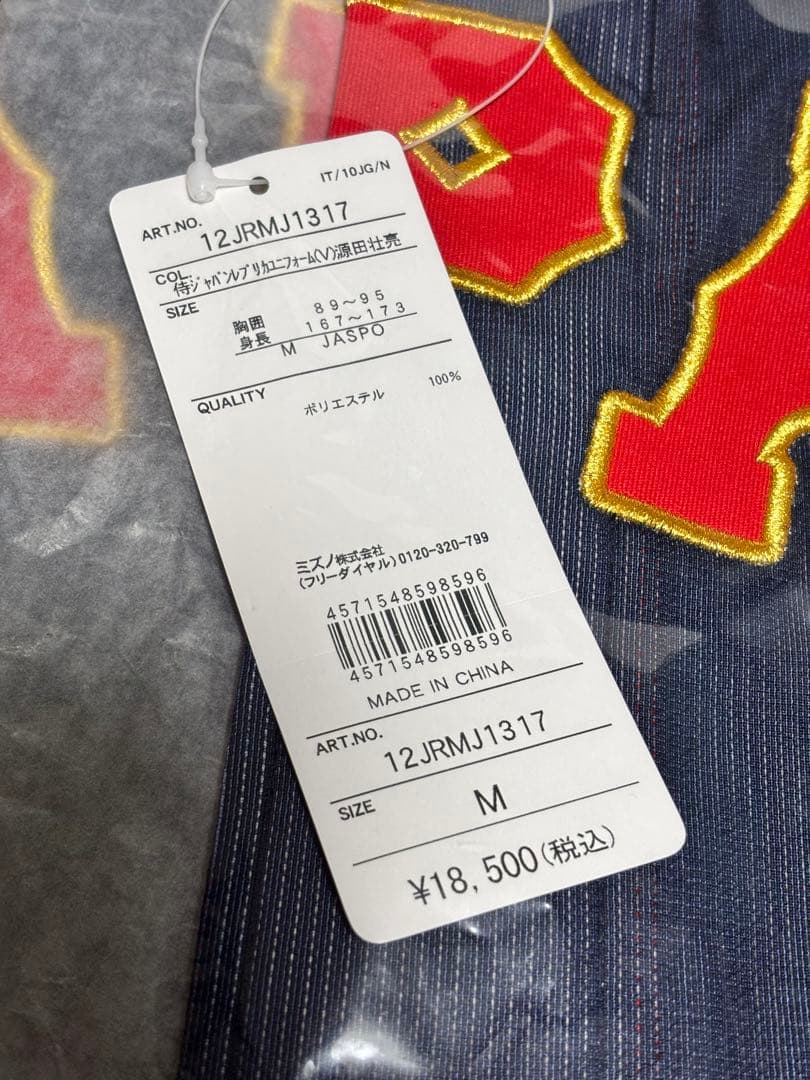 IT/10JG/N
ART.NO. 12JRMJ1317
COL. 侍ジャパンレプリカユニフォーム(V)源田壮亮
SIZE
胸囲 89~95
身長 167~173
M JASPO
QUALITY
ポリエステル 100%
ミズノ株式会社
(フリーダイヤル)0120-320-799
4571548598596
4571548598596
MADE IN CHINA
ART.NO.
12JRMJ1317
SIZE M
¥18,500(税込)